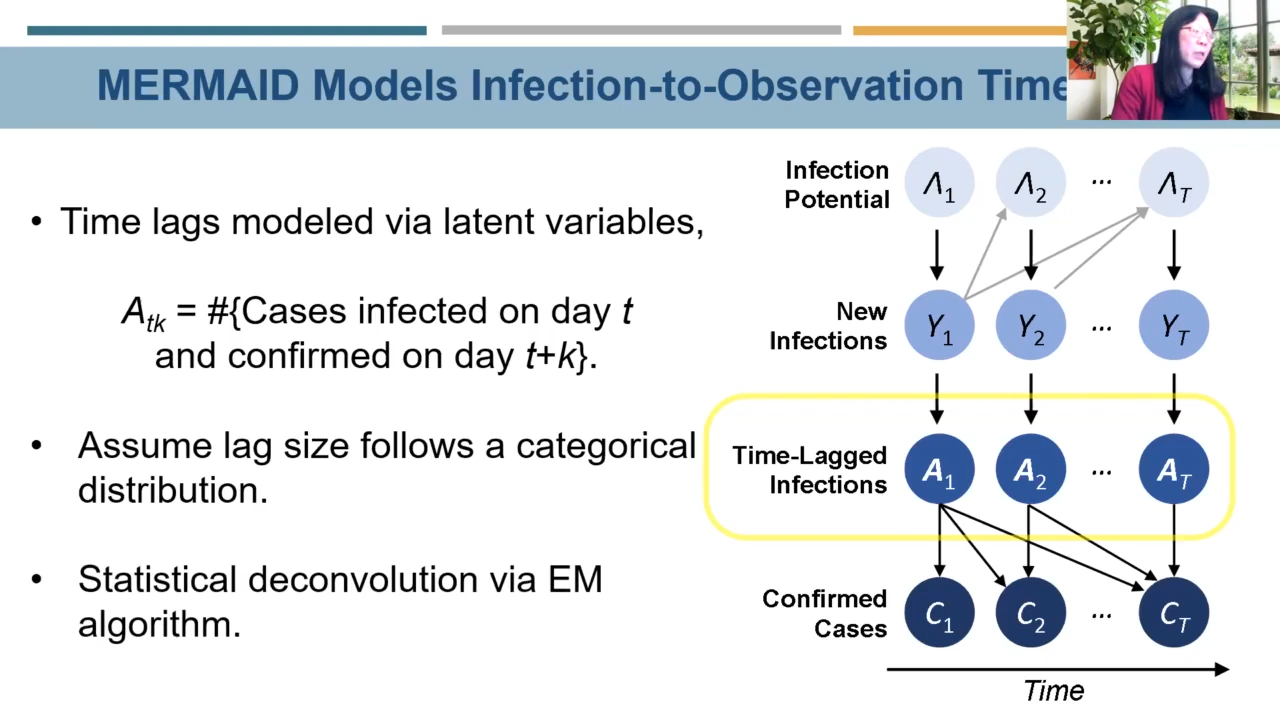 MERMAID Models Infection-to-Observation Time
• Time lags modeled via latent variables,
Atk = #{Cases infected on day t
and confirmed on day t+k}.
• Assume lag size follows a categorical
distribution.
• Statistical deconvolution via EM
algorithm.
Infection
Potential
Λ1 Λ2 ... ΛT
New
Infections
Y1 Y2 ... YT
Time-Lagged
Infections
A1 A2 ... AT
Confirmed
Cases
C1 C2 ... CT
Time